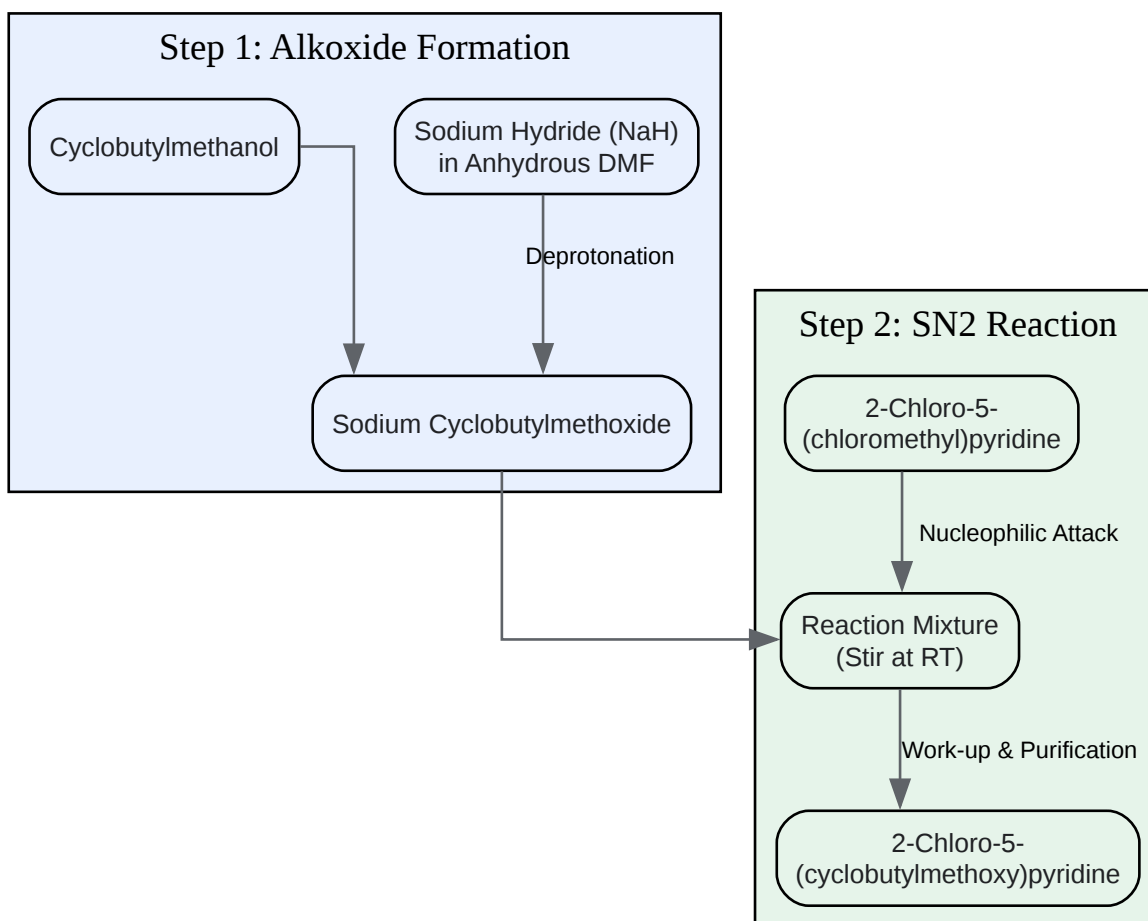 Step 1: Alkoxide Formation
Cyclobutylmethanol
Sodium Hydride (NaH)
in Anhydrous DMF
Deprotonation
Sodium Cyclobutylmethoxide
Step 2: SN2 Reaction
2-Chloro-5-
(chloromethyl)pyridine
Nucleophilic Attack
Reaction Mixture
(Stir at RT)
Work-up & Purification
2-Chloro-5-
(cyclobutylmethoxy)pyridine